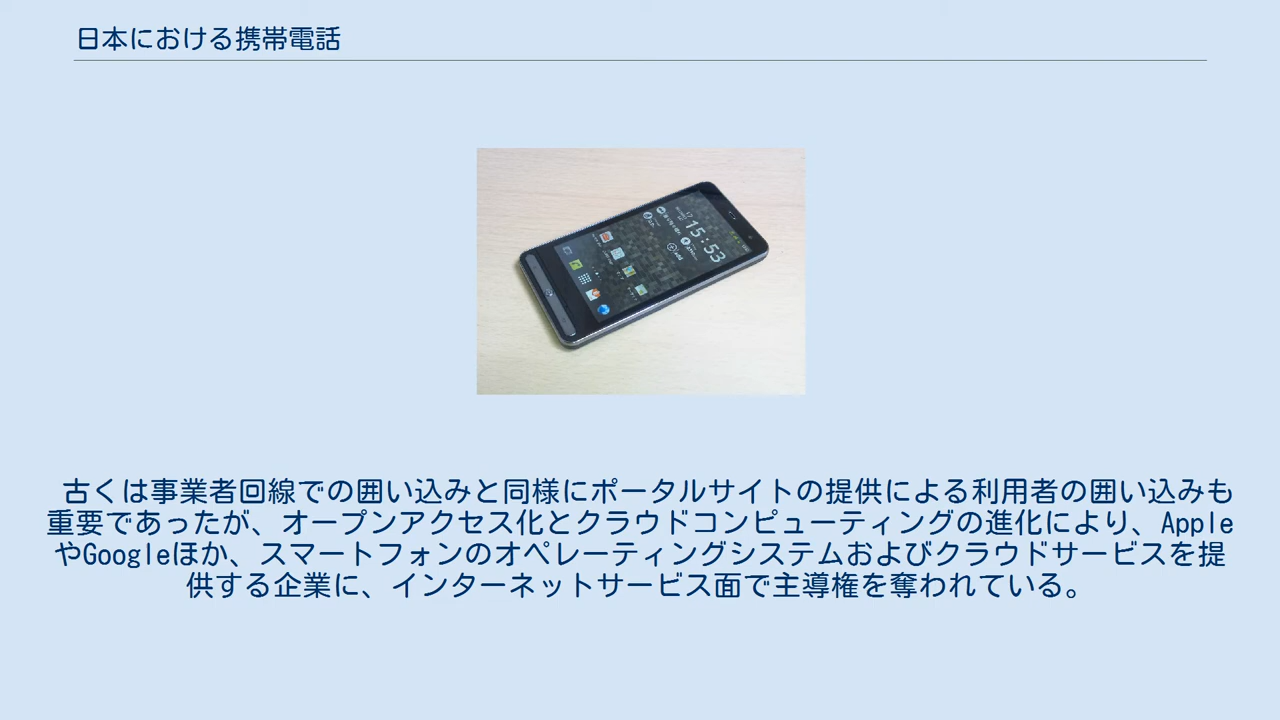 日本における携帯電話
15:53
古くは事業者回線での囲い込みと同様にポータルサイトの提供による利用者の囲い込みも
重要であったが、オープンアクセス化とクラウドコンピューティングの進化により、Apple
やGoogleほか、スマートフォンのオペレーティングシステムおよびクラウドサービスを提
供する企業に、インターネットサービス面で主導権を奪われている。